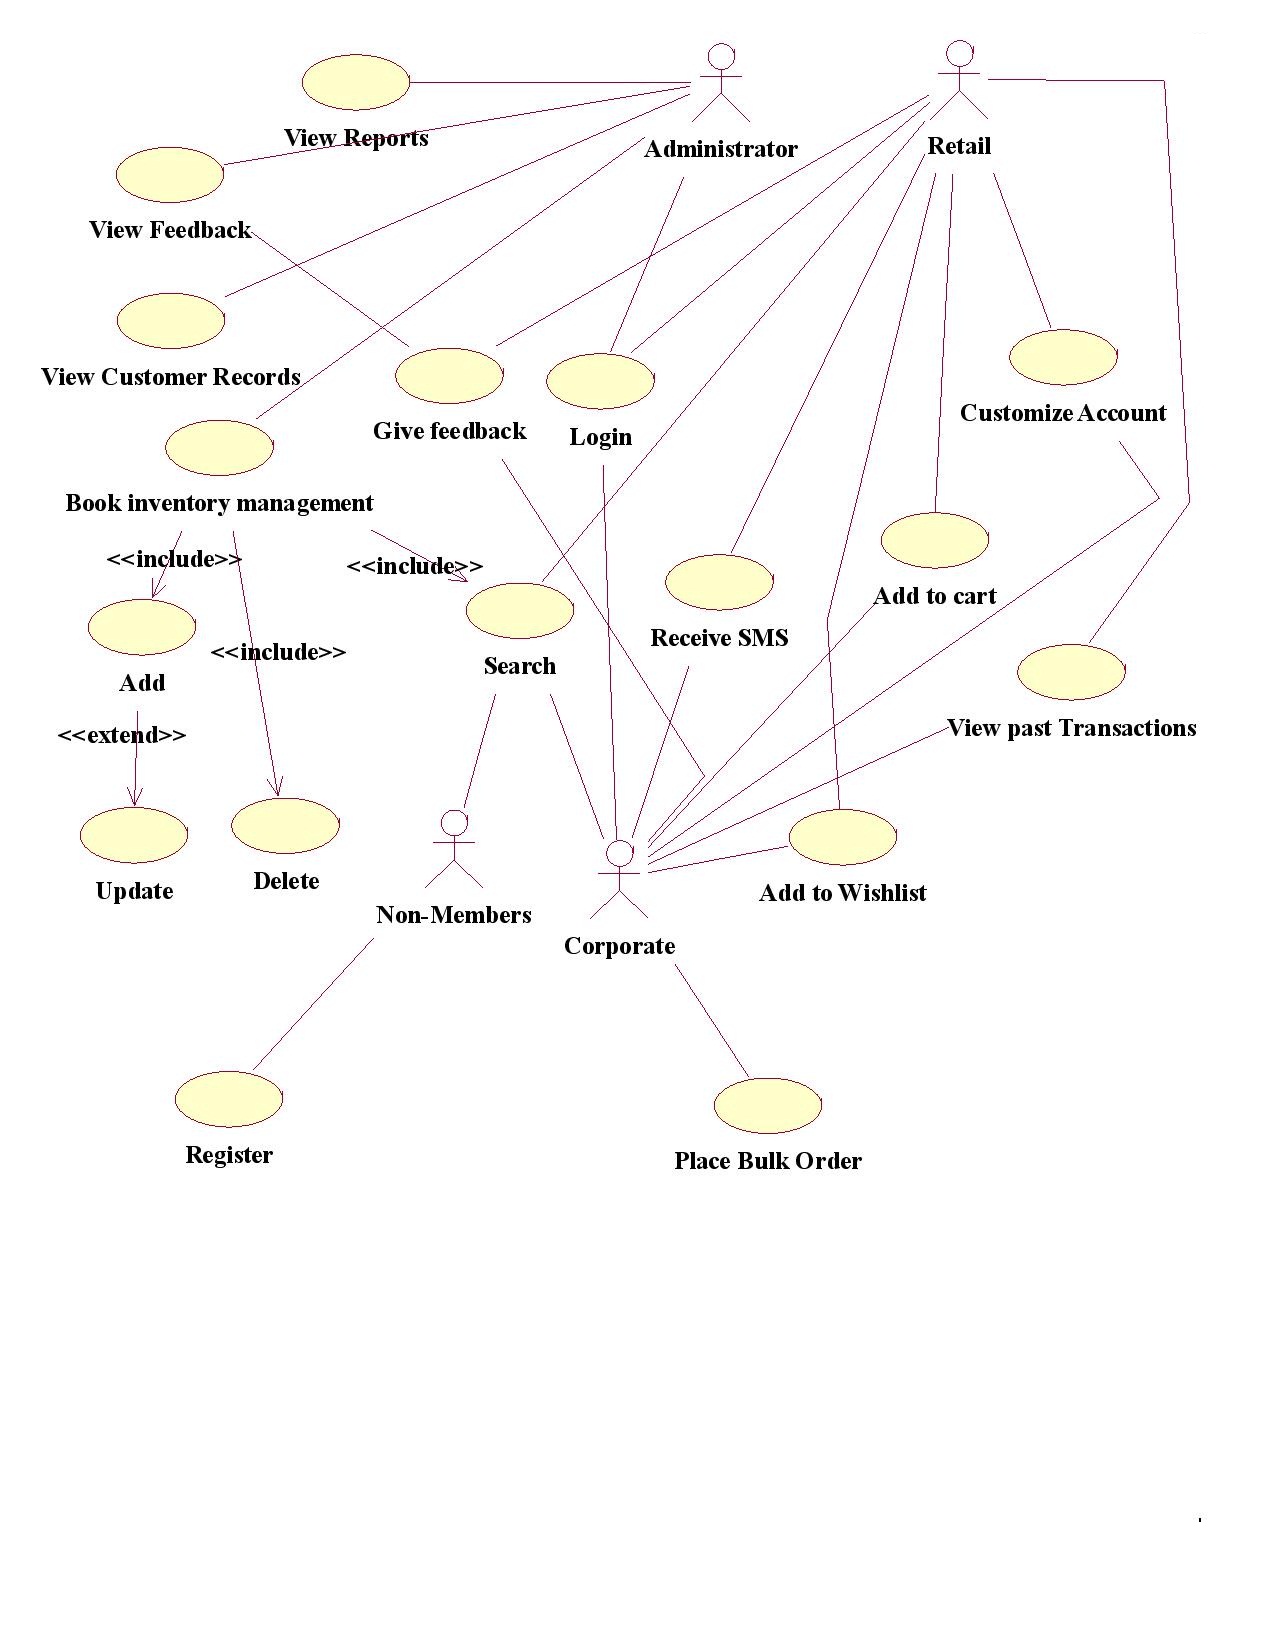 View Reports
Administrator
Retail
View Feedback
View Customer Records
Give feedback
Login
Customize Account
Book inventory management
<<include>>
<<include>>
Add to cart
Receive SMS
<<include>>
Search
Add
<<extend>>
View past Transactions
Update
Delete
Add to Wishlist
Non-Members
Corporate
Register
Place Bulk Order